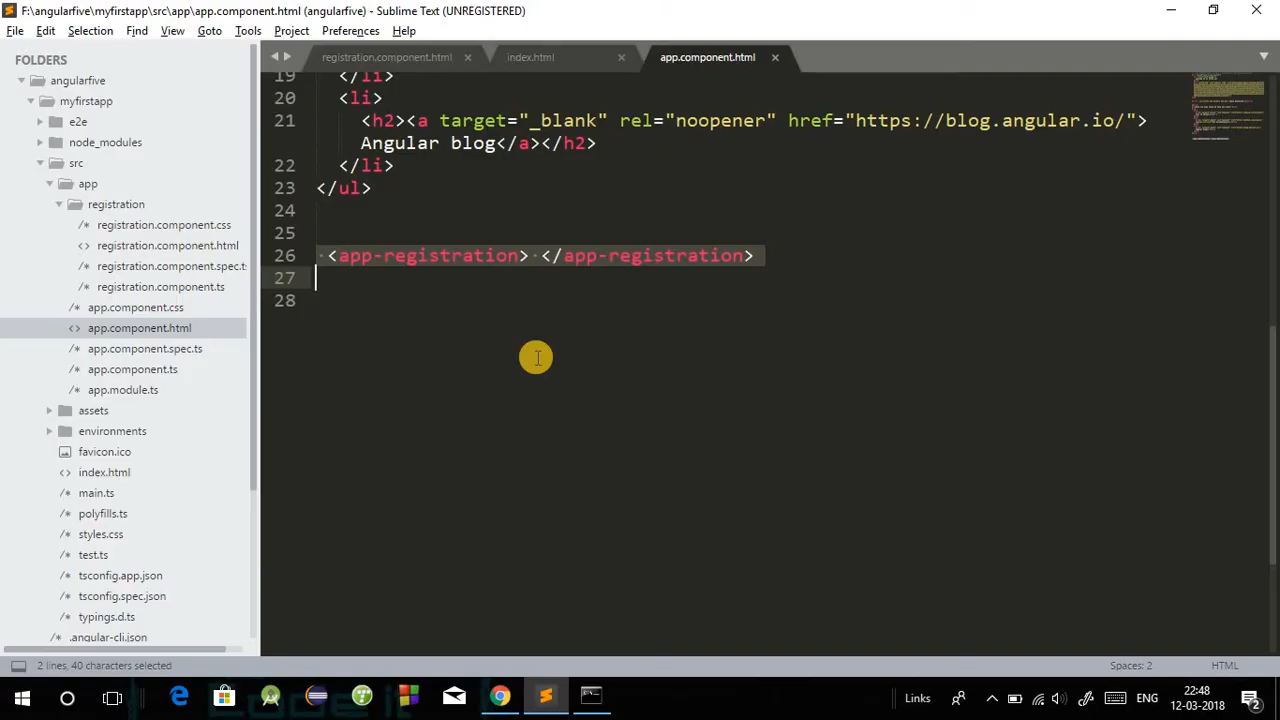 F:\angularfive\myfirstapp\src\app\app.component.html (angularfive) - Sublime Text (UNREGISTERED)
File Edit Selection Find View Goto Tools Project Preferences Help
FOLDERS
angularfive
myfirstapp
e2e
node_modules
src
app
registration
registration.component.css
registration.component.html
registration.component.spec.t
registration.component.ts
app.component.css
app.component.html
app.component.spec.ts
app.component.ts
app.module.ts
assets
environments
favicon.ico
index.html
main.ts
polyfills.ts
styles.css
test.ts
tsconfig.app.json
tsconfig.spec.json
typings.d.ts
.angular-cli.json
registration.component.html index.html app.component.html
19 </li>
20 <li>
21 <h2><a target="_blank" rel="noopener" href="https://blog.angular.io/">
Angular blog</a></h2>
22 </li>
23 </ul>
24
25
26 <app-registration> </app-registration>
27
28
2 lines, 40 characters selected
Spaces: 2
HTML
Links
ENG
22:48
12-03-2018
2